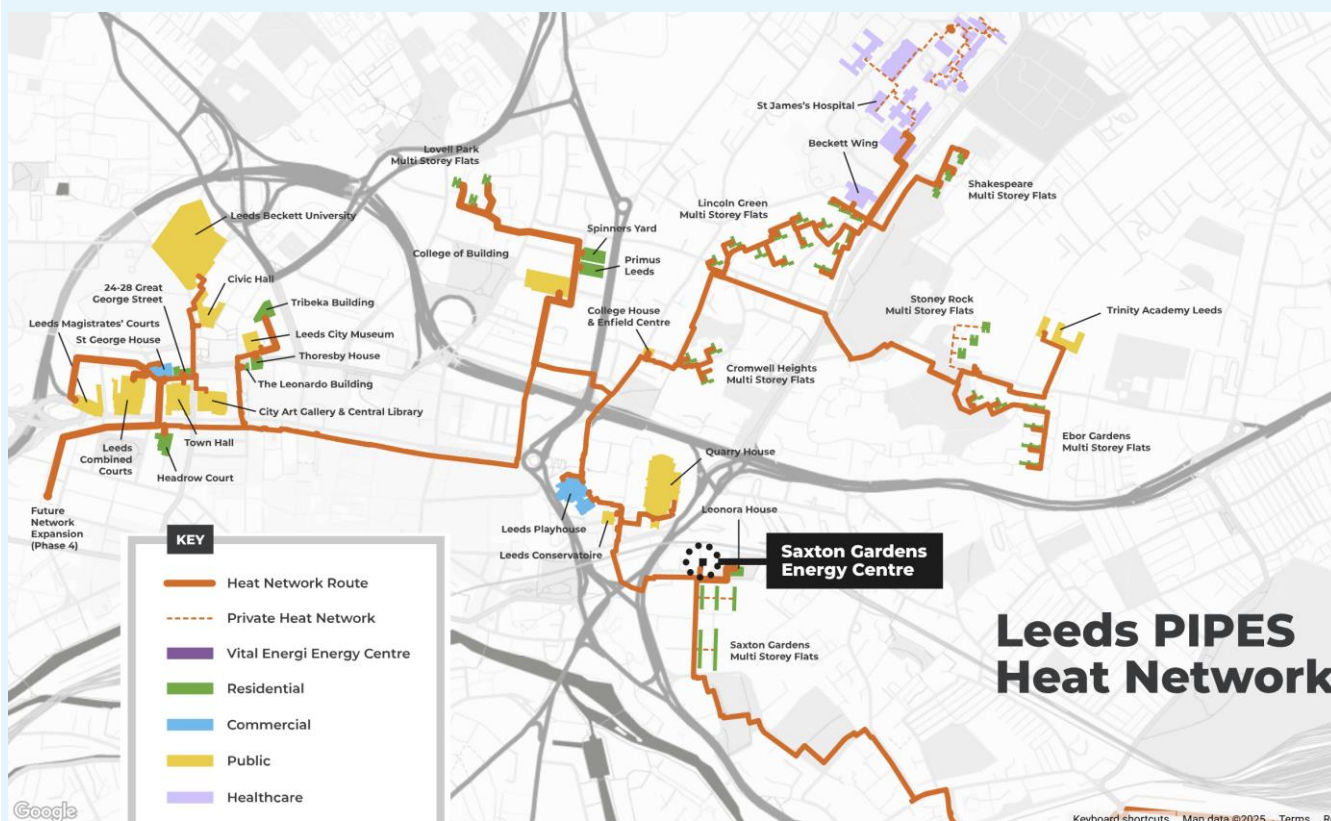 St James's Hospital
Beckett Wing
Lovell Park
Multi Storey Flats
Shakespeare
Multi Storey Flats
Lincoln Green
Multi Storey Flats
Leeds Beckett University
Spinners Yard
College of Building
Primus
Leeds
Civic Hall
24-28 Great
George Street
Tribeka Building
Stoney Rock
Multi Storey Flats
Trinity Academy Leeds
College House
& Enfield Centre
Leeds Magistrates' Courts
Leeds City Museum
St George House
Thoresby House
Cromwell Heights
Multi Storey Flats
The Leonardo Building
City Art Gallery & Central Library
Town Hall
Leeds
Combined
Courts
Headrow Court
Ebor Gardens
Multi Storey Flats
Quarry House
Future
Network
Expansion
(Phase 4)
Leeds Playhouse
Leonora House
Leeds Conservatoire
Saxton Gardens
Energy Centre
Saxton Gardens
Multi Storey Flats
Leeds PIPES
Heat Network
KEY
Heat Network Route
Private Heat Network
Vital Energi Energy Centre
Residential
Commercial
Public
Healthcare
Google
Keyboard shortcuts Map data ©2025 Terms